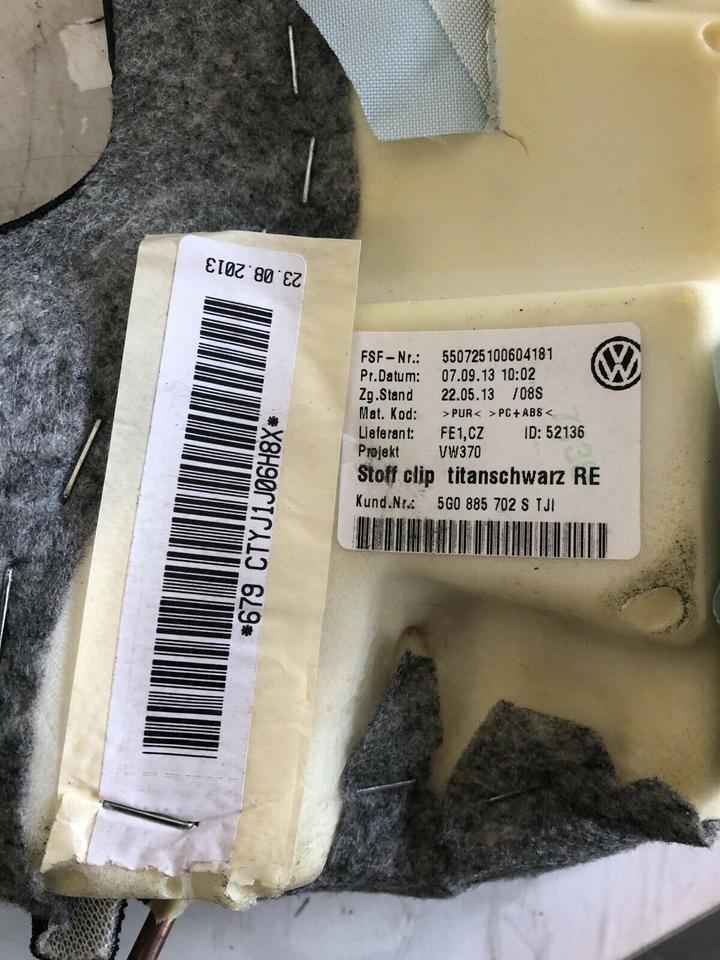 23.08.2013
*679 CTYJ1J06H8X*
FSF-Nr.: 550725100604181
Pr.Datum: 07.09.13 10:02
Zg.Stand 22.05.13 /08S
Mat. Kod: >PUR< >PC+ABS<
Lieferant: FE1,CZ ID: 52136
Projekt VW370
Stoff clip titanschwarz RE
Kund.Nr.: 5G0 885 702 S TJI